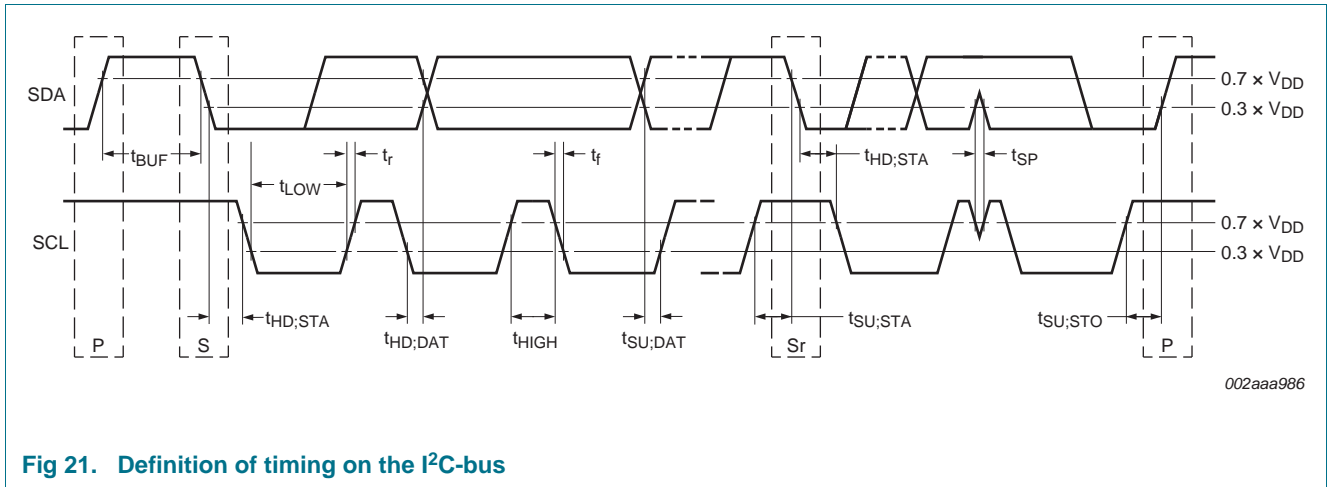 SDA
0.7 × VDD
0.3 × VDD
tBUF
tr
tf
tHD;STA
tSP
tLOW
SCL
0.7 × VDD
0.3 × VDD
tHD;STA
tHD;DAT
tHIGH
tSU;DAT
tSU;STA
tSU;STO
P
S
Sr
P
002aaa986
Fig 21. Definition of timing on the I²C-bus